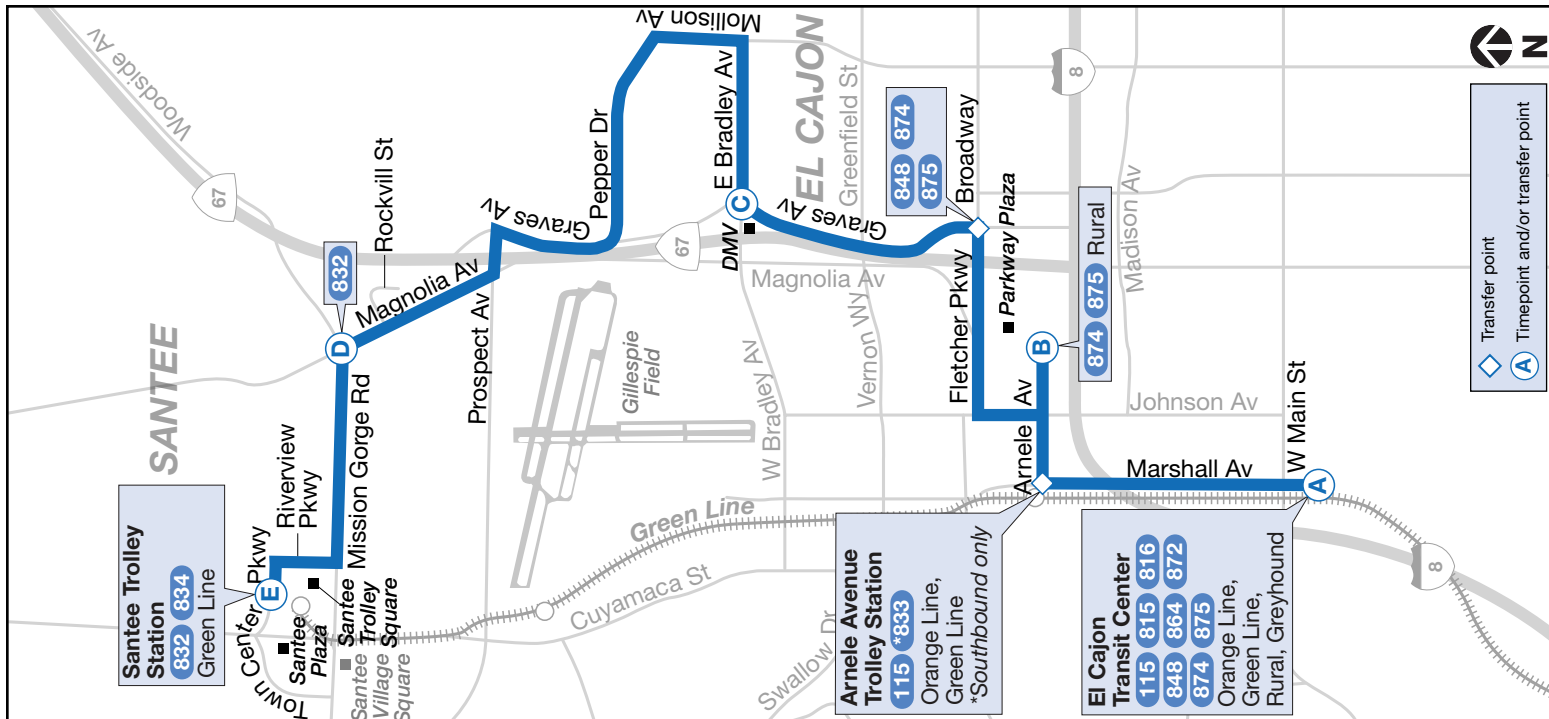 SANTEE
Santee Trolley
Station
832 834
Green Line
Town Center Pkwy
E
Riverview
Pkwy
Santee
Plaza
Santee
Trolley
Square
Santee
Village
Square
Mission Gorge Rd
D
832
Magnolia Av
Rockvill St
Woodside Av
67
Prospect Av
Graves Av
Pepper Dr
Mollison Av
Gillespie
Field
67
C
DMV
E Bradley Av
W Bradley Av
Magnolia Av
Graves Av
EL CAJON
Greenfield St
Vernon Wy
Green Line
Cuyamaca St
Swallow Dr
848 874
875
Broadway
Fletcher Pkwy
Parkway Plaza
B
874 875 Rural
Arnele Av
Johnson Av
Madison Av
8
Arnele Avenue
Trolley Station
115 *833
Orange Line,
Green Line
*Southbound only
Marshall Av
W Main St
A
El Cajon
Transit Center
115 815 816
848 864 872
874 875
Orange Line,
Green Line,
Rural, Greyhound
8
N
Transfer point
A Timepoint and/or transfer point